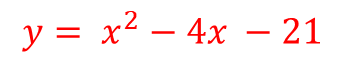 y = x² − 4x − 21